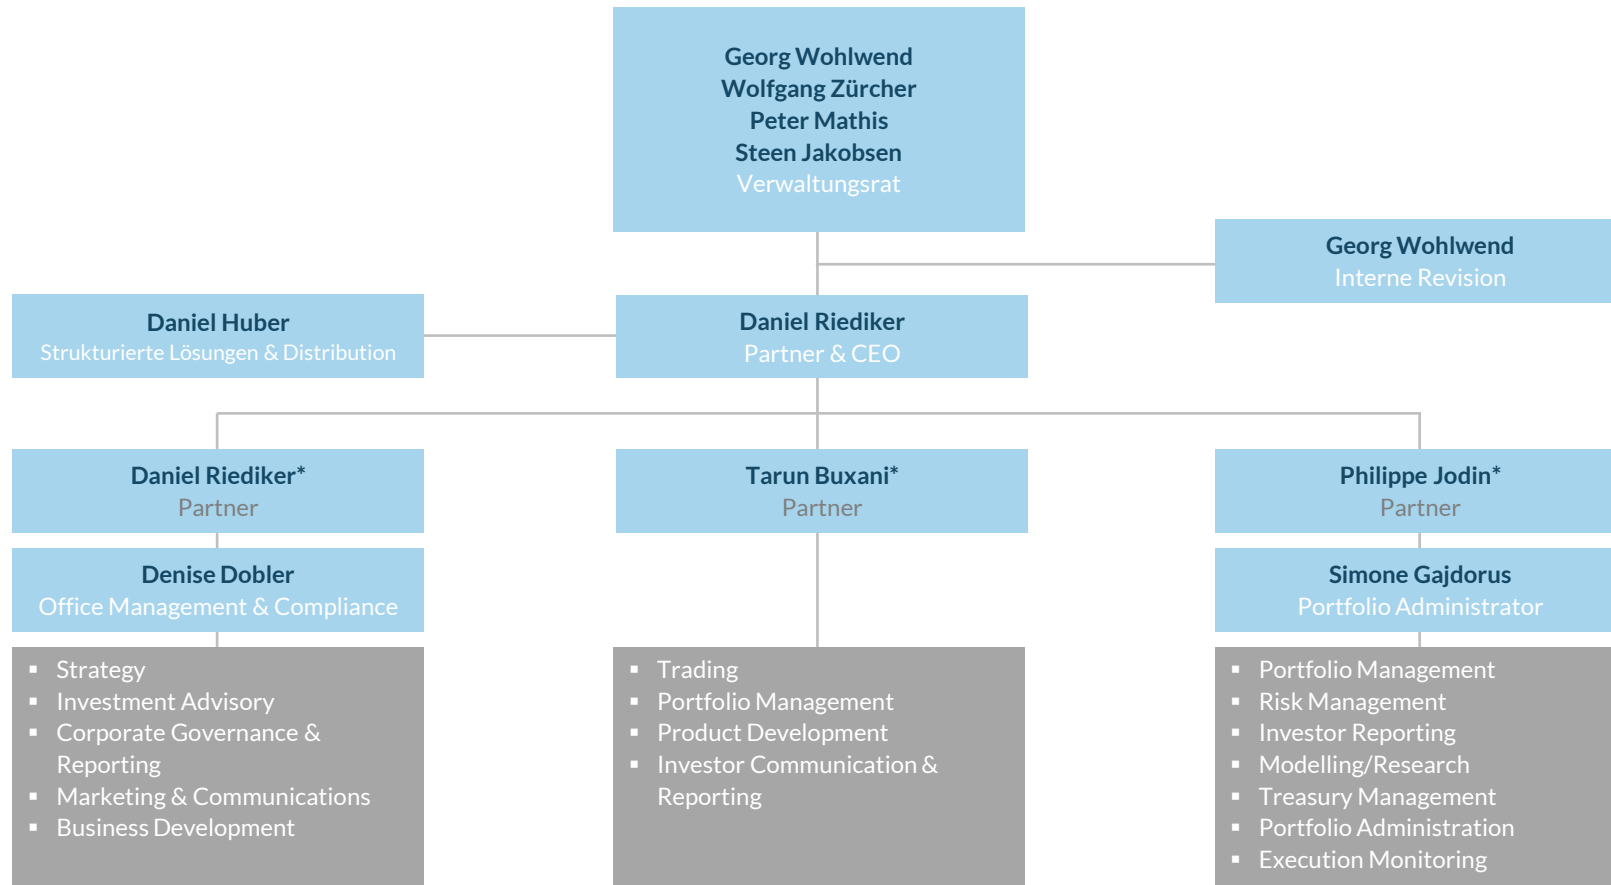 Georg Wohlwend
Wolfgang Zürcher
Peter Mathis
Steen Jakobsen
Verwaltungsrat
Georg Wohlwend
Interne Revision
Daniel Huber
Strukturierte Lösungen & Distribution
Daniel Riediker
Partner & CEO
Daniel Riediker*
Partner
Tarun Buxani*
Partner
Philippe Jodin*
Partner
Denise Dobler
Office Management & Compliance
Simone Gajdorus
Portfolio Administrator
▪ Strategy
▪ Investment Advisory
▪ Corporate Governance &
Reporting
▪ Marketing & Communications
▪ Business Development
▪ Trading
▪ Portfolio Management
▪ Product Development
▪ Investor Communication &
Reporting
▪ Portfolio Management
▪ Risk Management
▪ Investor Reporting
▪ Modelling/Research
▪ Treasury Management
▪ Portfolio Administration
▪ Execution Monitoring